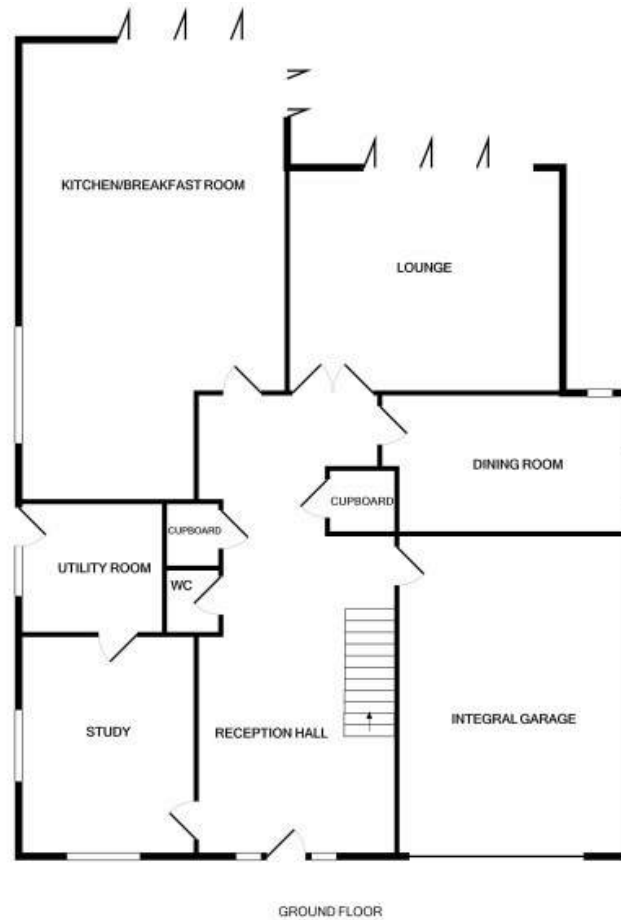 KITCHEN/BREAKFAST ROOM
LOUNGE
DINING ROOM
CUPBOARD
CUPBOARD
UTILITY ROOM
WC
STUDY
RECEPTION HALL
INTEGRAL GARAGE
GROUND FLOOR